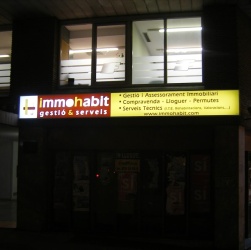 immohabit
gestió & serveis
• Gestió i Assessorament Immobiliari
• Compravenda - Lloguer - Permutes
• Serveis Tècnics
www.immohabit.com